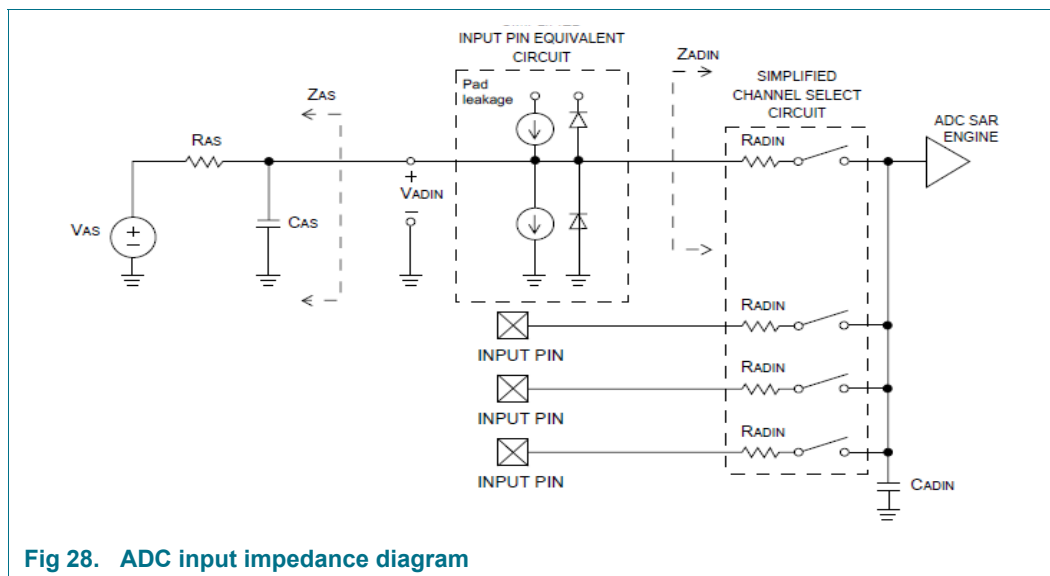 INPUT PIN EQUIVALENT
CIRCUIT
ZADIN
SIMPLIFIED
CHANNEL SELECT
CIRCUIT
Pad
leakage
ZAS
ADC SAR
ENGINE
RAS
RADIN
+
VADIN
−
VAS
+
−
CAS
RADIN
INPUT PIN
RADIN
INPUT PIN
RADIN
INPUT PIN
CADIN
Fig 28. ADC input impedance diagram